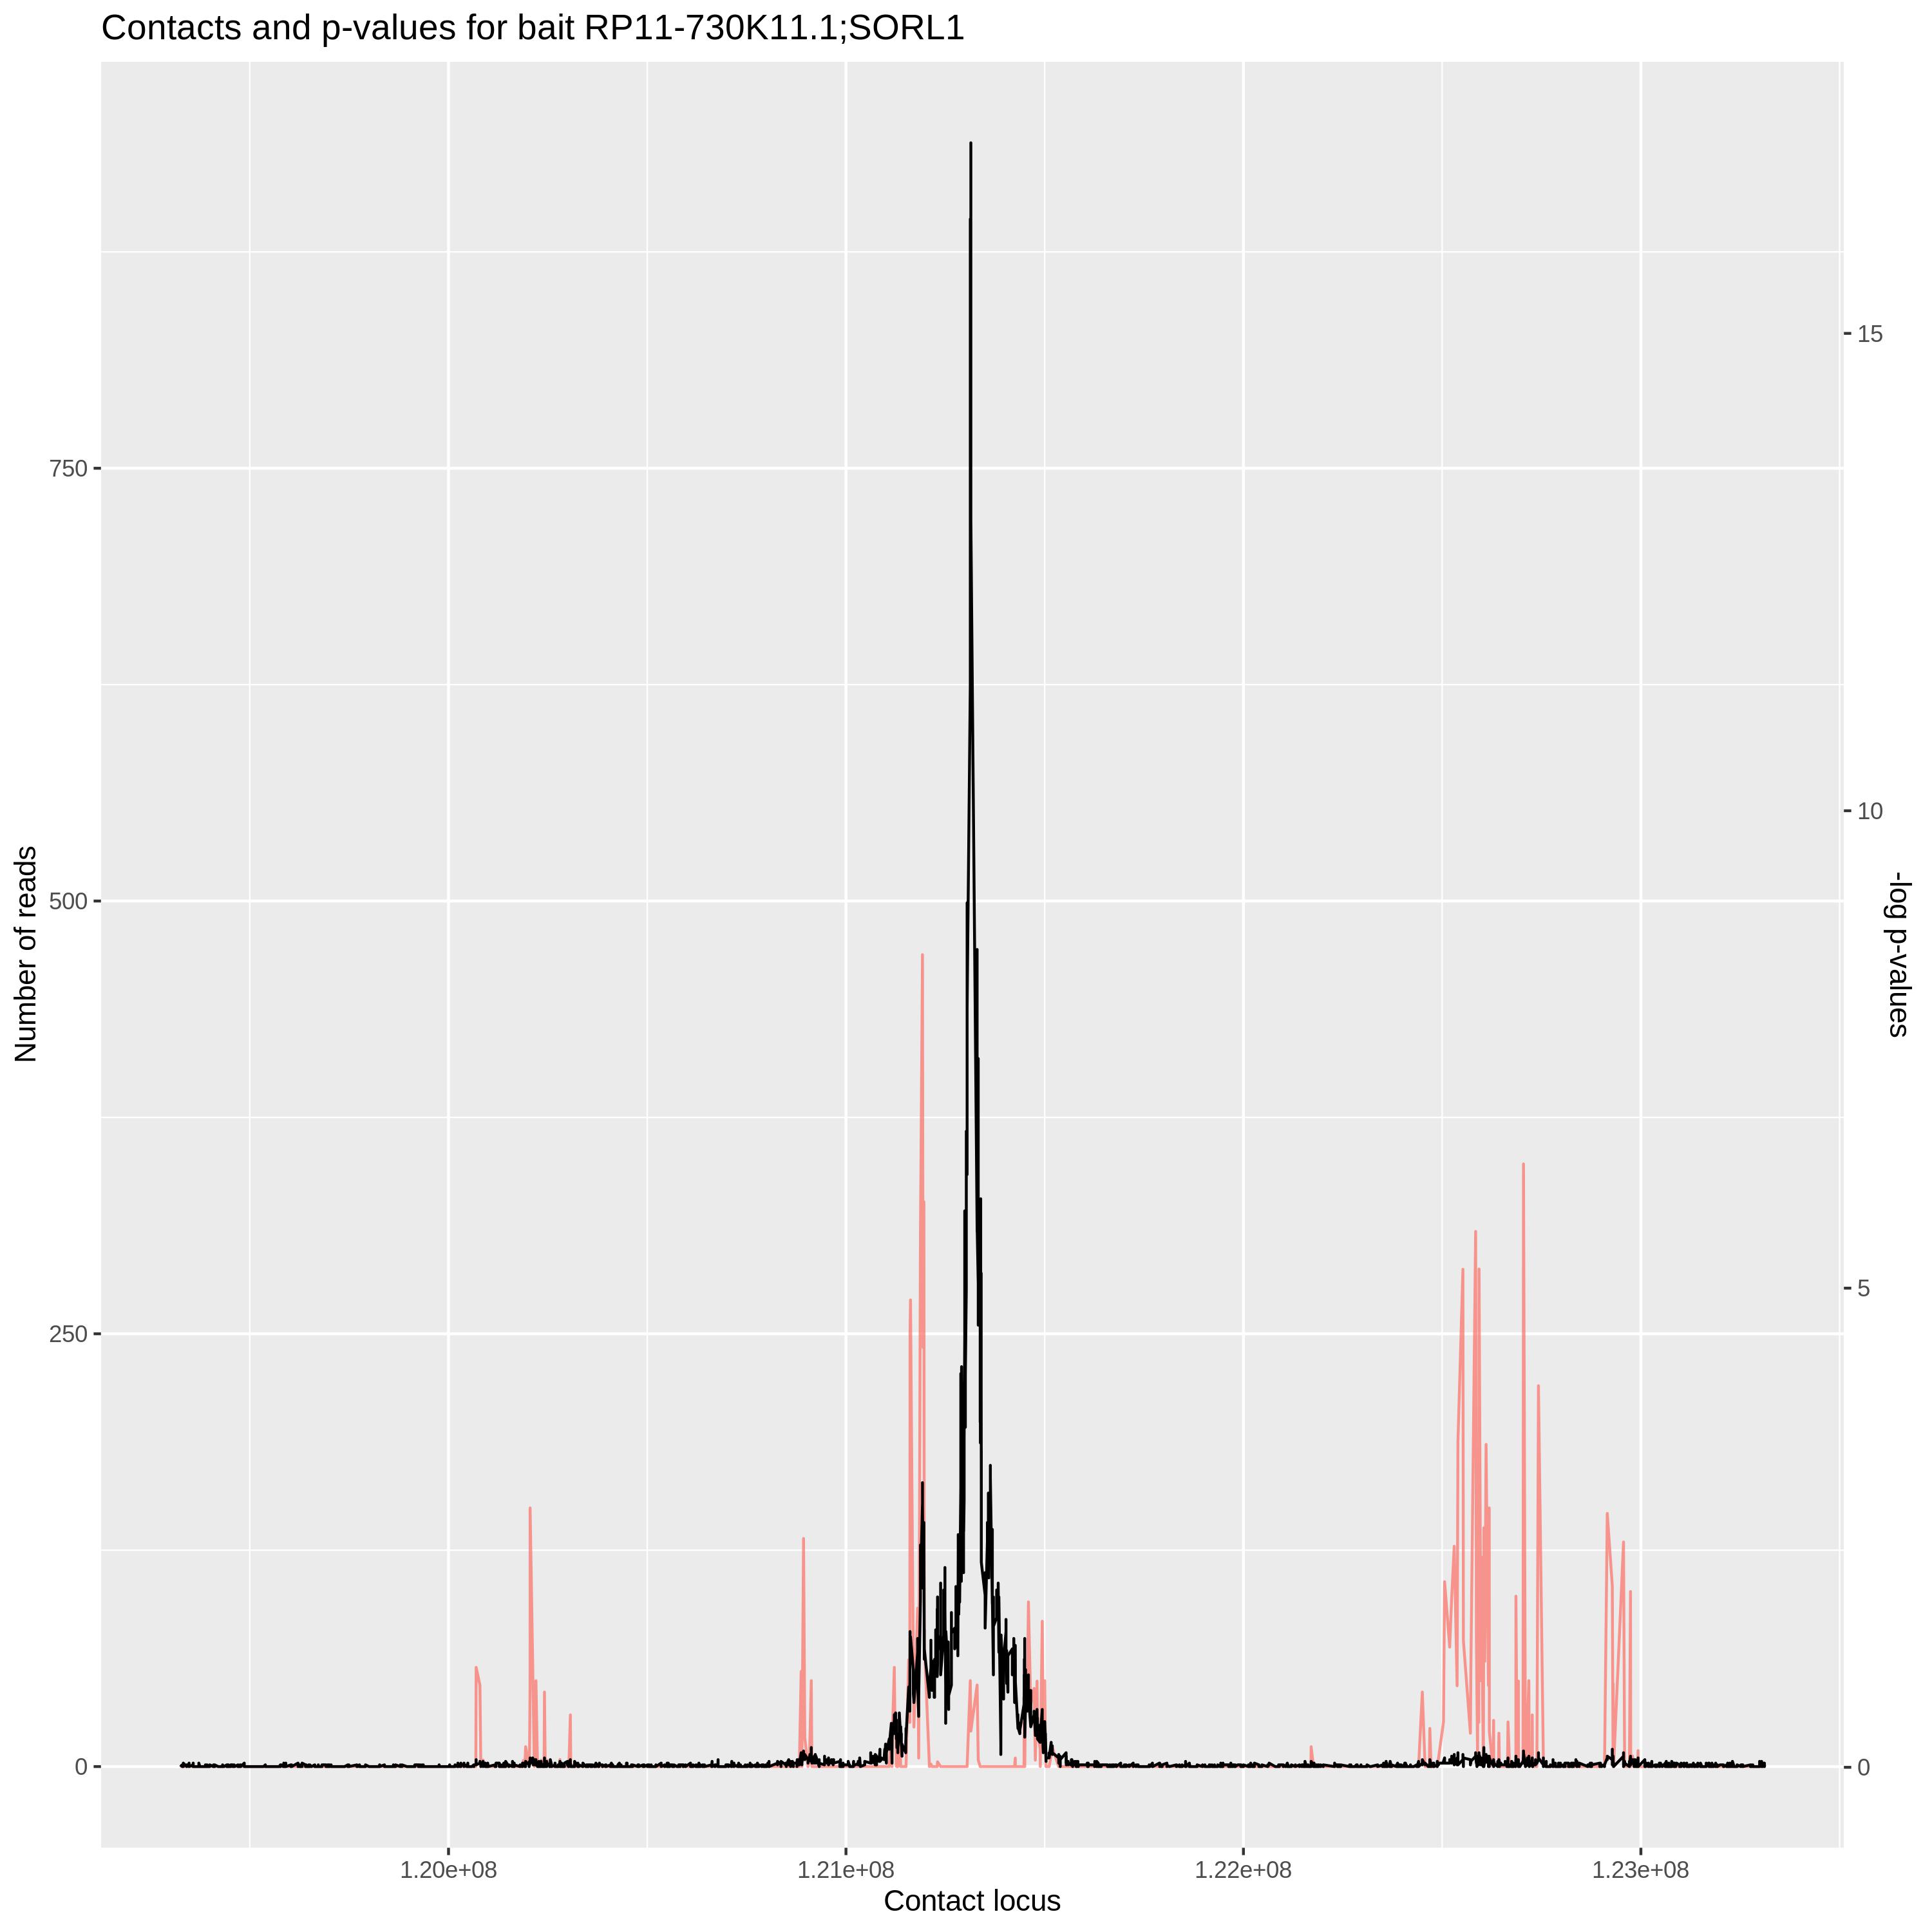 Contacts and p-values for bait RP11-730K11.1;SORL1
Number of reads
750
500
250
0
15
10
5
0
-log p-values
1.20e+08
1.21e+08
1.22e+08
1.23e+08
Contact locus